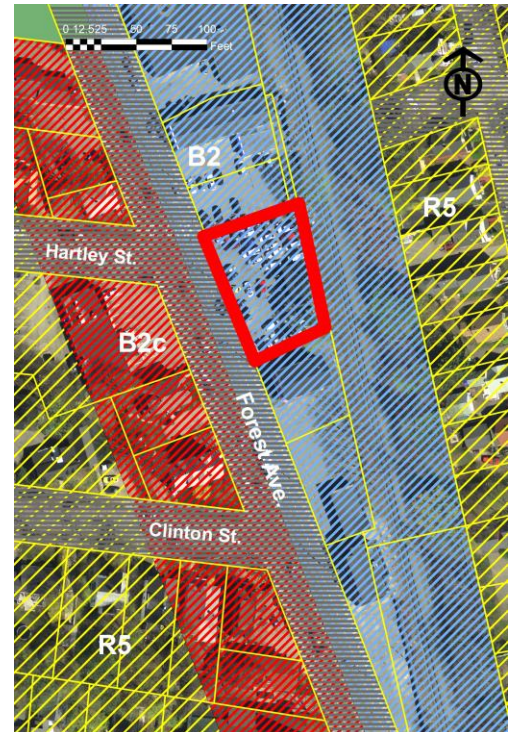 0 12.525 50 75 100
Feet
N
B2
R5
Hartley St.
B2c
Forest Ave.
Clinton St.
R5